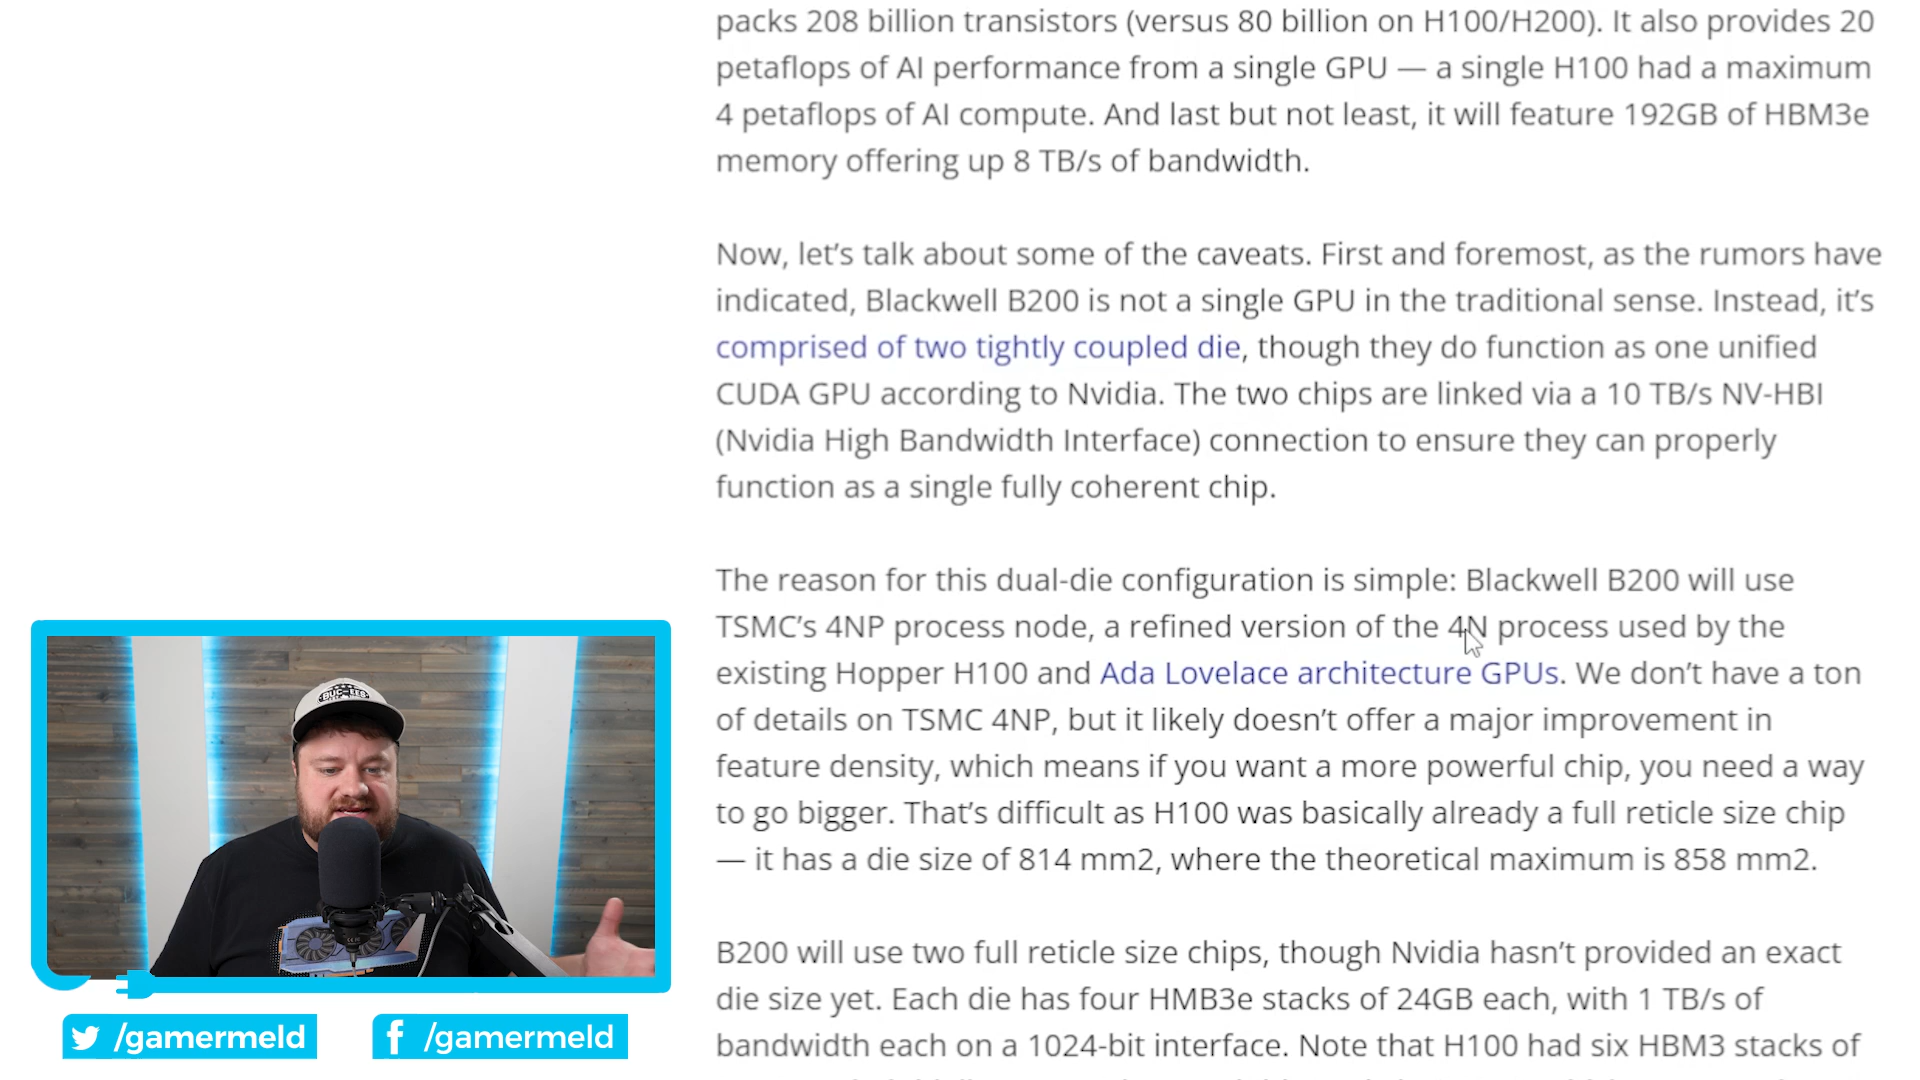 packs 208 billion transistors (versus 80 billion on H100/H200). It also provides 20
petaflops of AI performance from a single GPU — a single H100 had a maximum
4 petaflops of AI compute. And last but not least, it will feature 192GB of HBM3e
memory offering up 8 TB/s of bandwidth.
Now, let’s talk about some of the caveats. First and foremost, as the rumors have
indicated, Blackwell B200 is not a single GPU in the traditional sense. Instead, it’s
comprised of two tightly coupled die, though they do function as one unified
CUDA GPU according to Nvidia. The two chips are linked via a 10 TB/s NV-HBI
(Nvidia High Bandwidth Interface) connection to ensure they can properly
function as a single fully coherent chip.
The reason for this dual-die configuration is simple: Blackwell B200 will use
TSMC’s 4NP process node, a refined version of the 4N process used by the
existing Hopper H100 and Ada Lovelace architecture GPUs. We don’t have a ton
of details on TSMC 4NP, but it likely doesn’t offer a major improvement in
feature density, which means if you want a more powerful chip, you need a way
to go bigger. That’s difficult as H100 was basically already a full reticle size chip
— it has a die size of 814 mm2, where the theoretical maximum is 858 mm2.
B200 will use two full reticle size chips, though Nvidia hasn’t provided an exact
die size yet. Each die has four HMB3e stacks of 24GB each, with 1 TB/s of
bandwidth each on a 1024-bit interface. Note that H100 had six HBM3 stacks of
BUC-EE'S
/gamermeld
/gamermeld